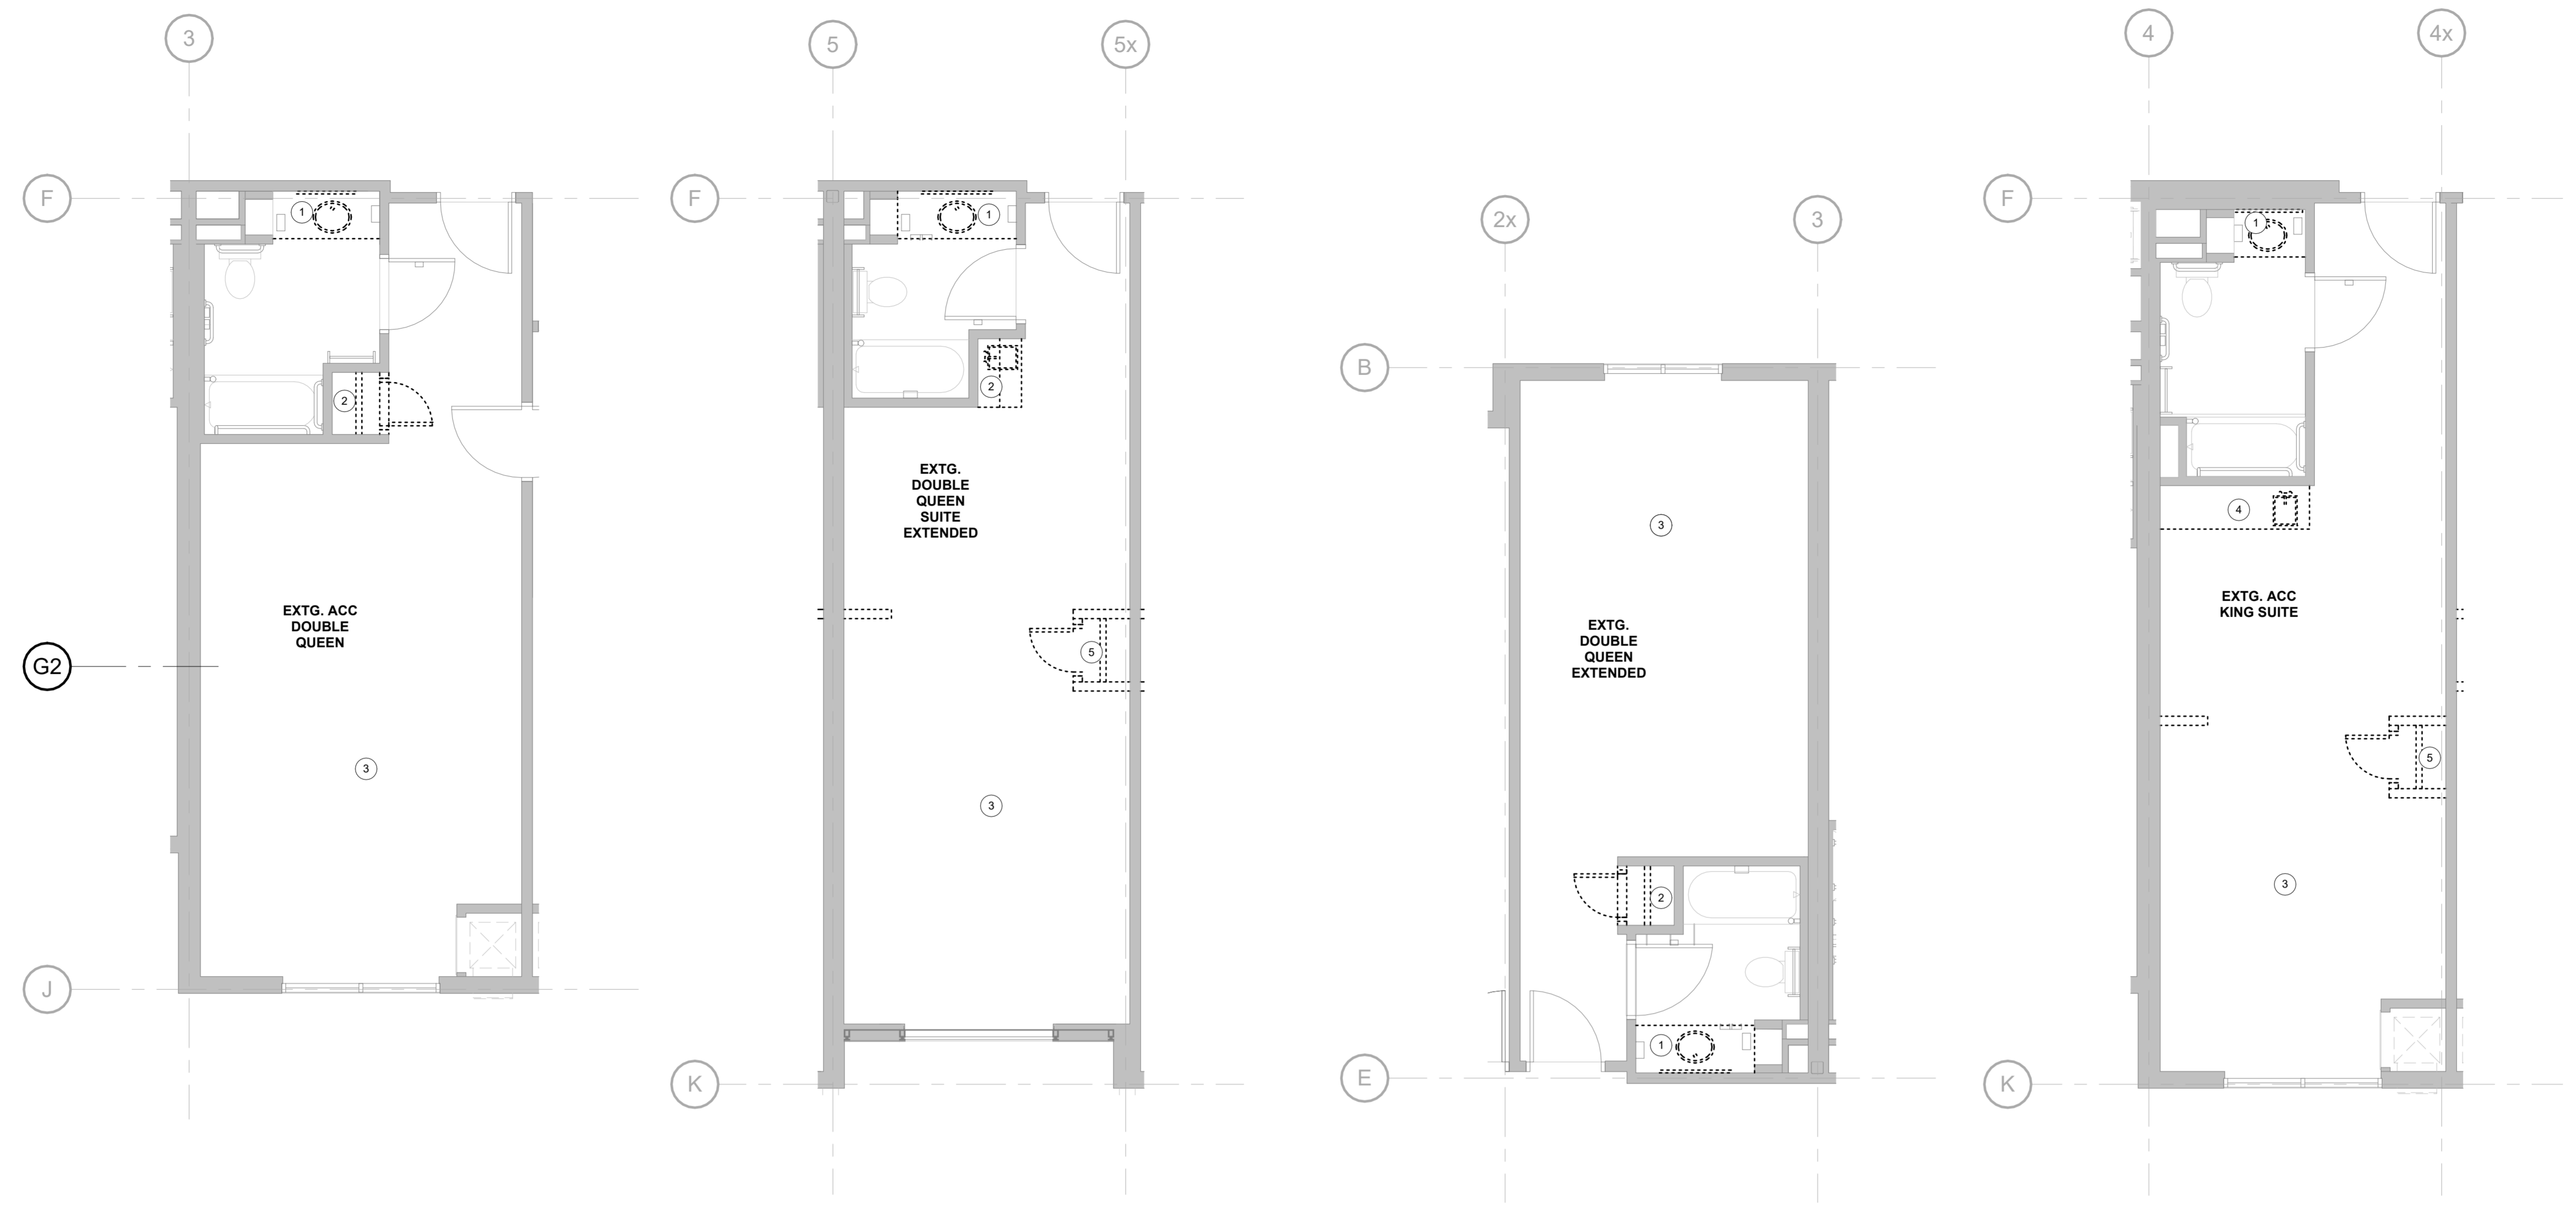 3
F
1
2
EXTG. ACC
DOUBLE
QUEEN
G2
3
J
5
5x
F
1
2
EXTG.
DOUBLE
QUEEN
SUITE
EXTENDED
5
3
K
2x
3
B
3
EXTG.
DOUBLE
QUEEN
EXTENDED
2
1
E
4
4x
F
1
4
EXTG. ACC
KING SUITE
5
3
K